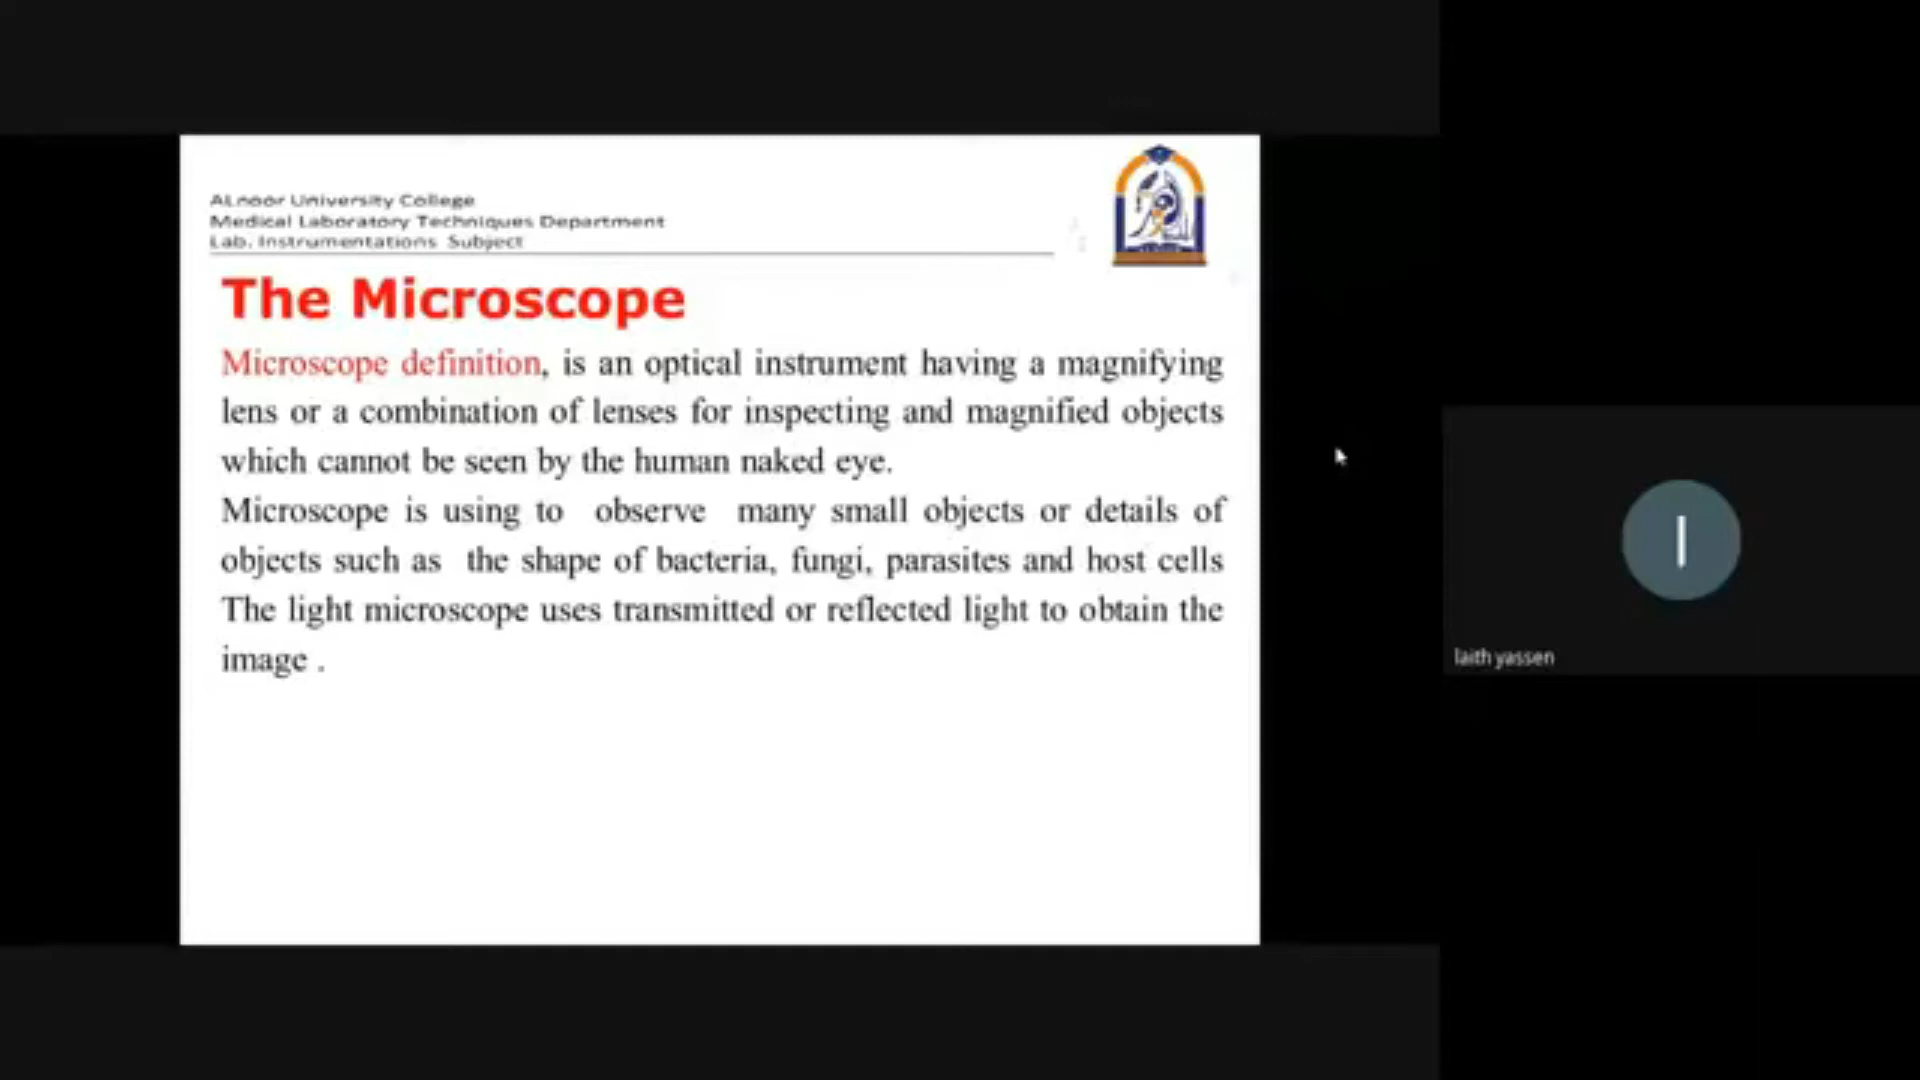 ALnoor University College
Medical Laboratory Techniques Department
Lab. Instrumentations Subject
The Microscope
Microscope definition, is an optical instrument having a magnifying
lens or a combination of lenses for inspecting and magnified objects
which cannot be seen by the human naked eye.
Microscope is using to observe many small objects or details of
objects such as the shape of bacteria, fungi, parasites and host cells
The light microscope uses transmitted or reflected light to obtain the
image .
l
laith yassen